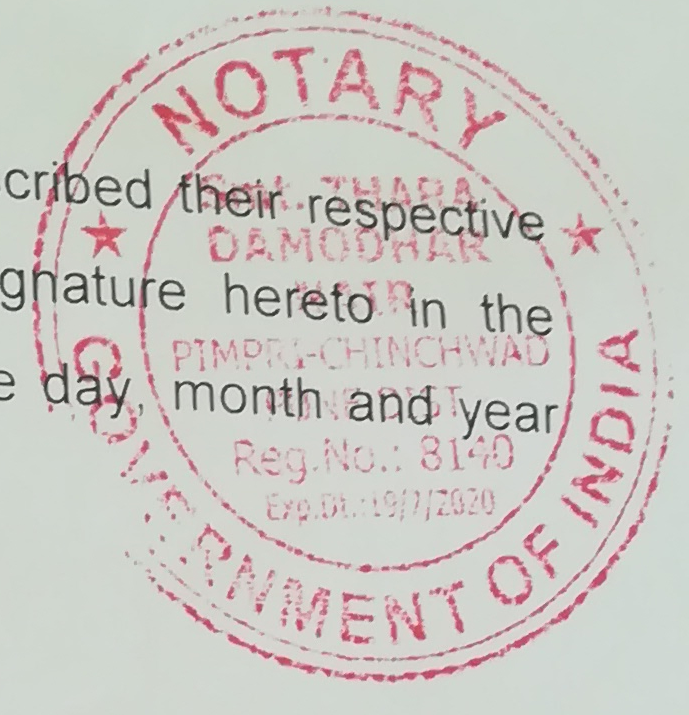 NOTARY
cribed their respective
Smt. THARA
DAMODHAR
gnature hereto in the
NAIR
PIMPRI-CHINCHWAD
e day, month and year
Reg.No.: 8140
Exp.Dt.:19/7/2020
GOVERNMENT OF INDIA